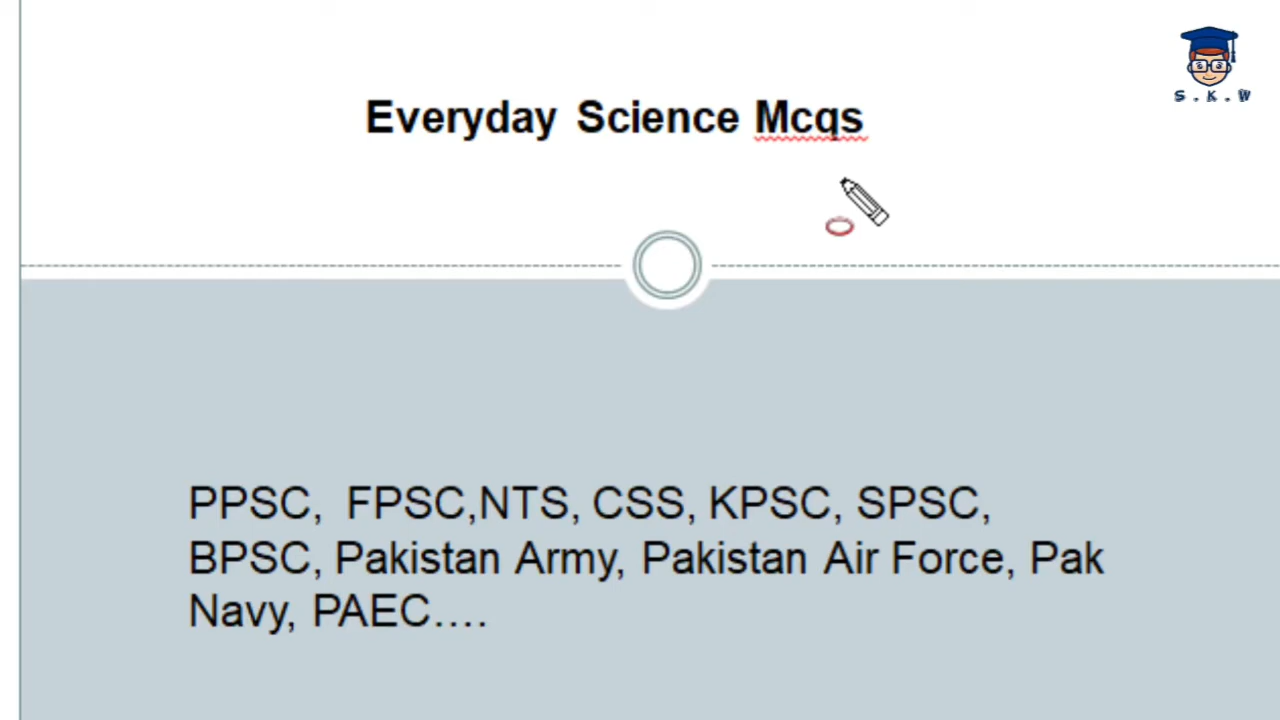 S.K.W
Everyday Science Mcqs
PPSC, FPSC,NTS, CSS, KPSC, SPSC,
BPSC, Pakistan Army, Pakistan Air Force, Pak
Navy, PAEC....